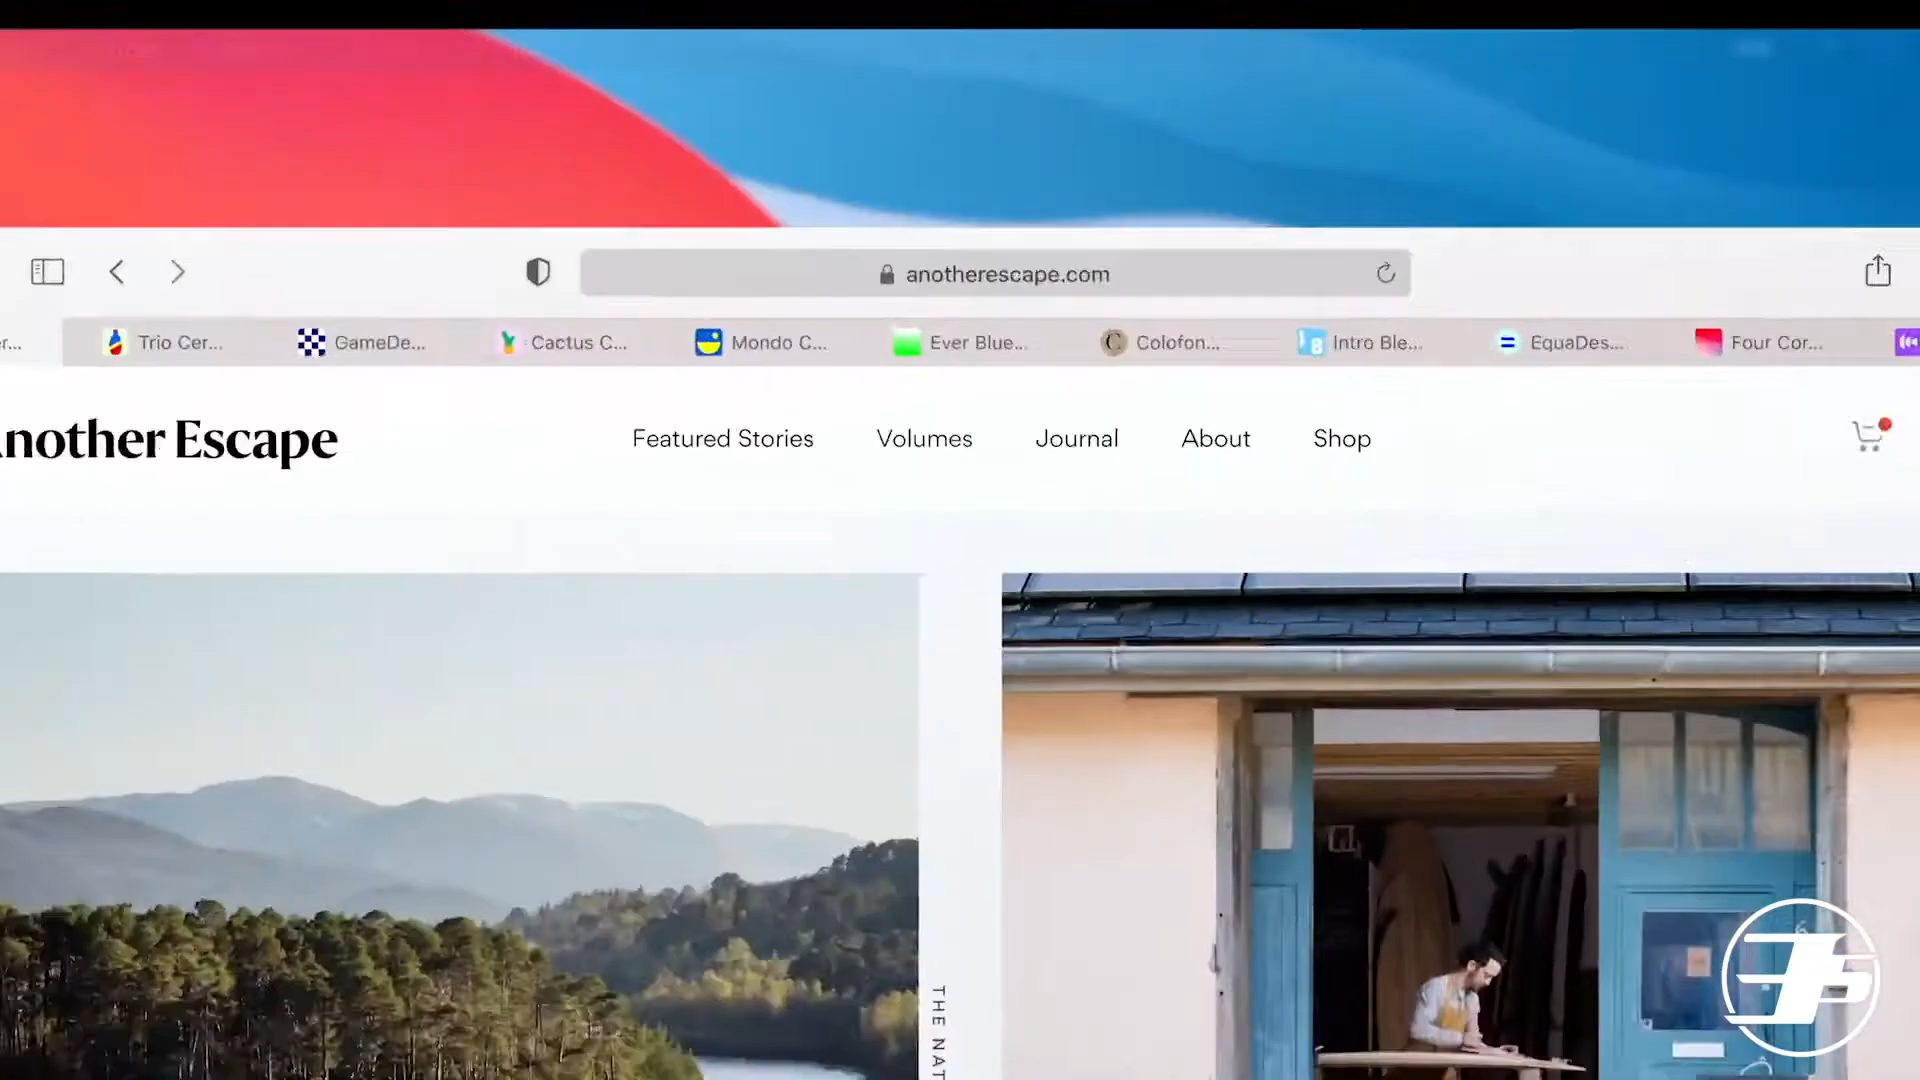 anotherescape.com
r... Trio Cer... GameDe... Cactus C... Mondo C... Ever Blue... Colofon... Intro Ble... EquaDes... Four Cor...
nother Escape Featured Stories Volumes Journal About Shop
THE NAT